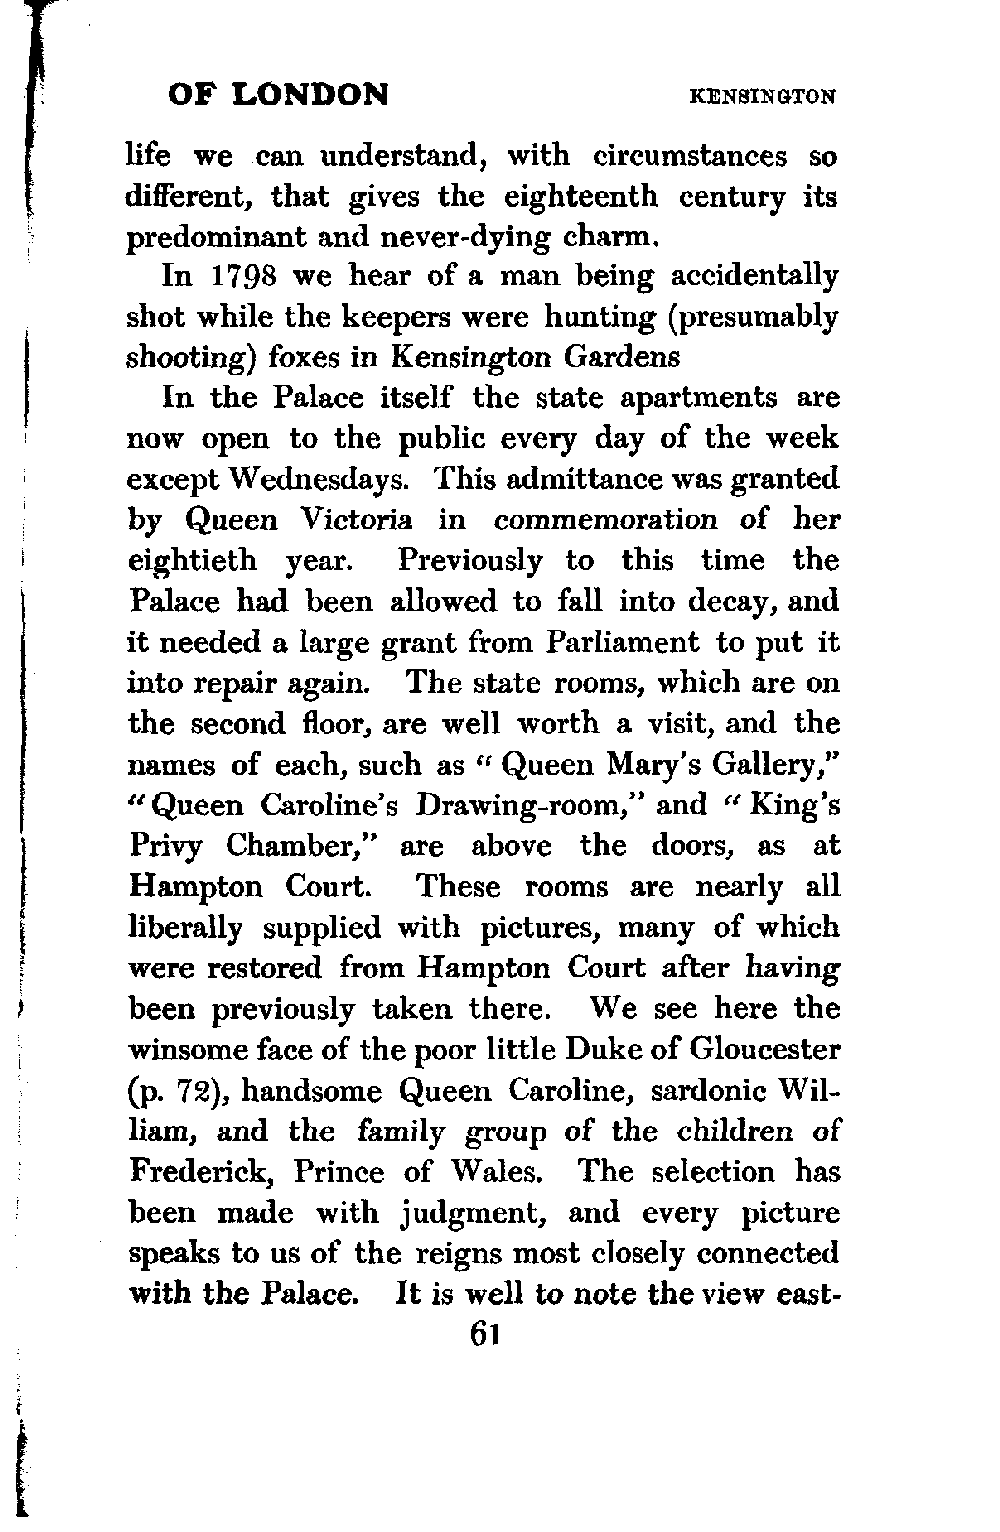 OF LONDON KENSINGTON
life we can understand, with circumstances so
different, that gives the eighteenth century its
predominant and never-dying charm.
In 1798 we hear of a man being accidentally
shot while the keepers were hunting (presumably
shooting) foxes in Kensington Gardens
In the Palace itself the state apartments are
now open to the public every day of the week
except Wednesdays. This admittance was granted
by Queen Victoria in commemoration of her
eightieth year. Previously to this time the
Palace had been allowed to fall into decay, and
it needed a large grant from Parliament to put it
into repair again. The state rooms, which are on
the second floor, are well worth a visit, and the
names of each, such as “ Queen Mary's Gallery,”
“ Queen Caroline's Drawing-room,” and “ King's
Privy Chamber,” are above the doors, as at
Hampton Court. These rooms are nearly all
liberally supplied with pictures, many of which
were restored from Hampton Court after having
been previously taken there. We see here the
winsome face of the poor little Duke of Gloucester
(p. 72), handsome Queen Caroline, sardonic Wil-
liam, and the family group of the children of
Frederick, Prince of Wales. The selection has
been made with judgment, and every picture
speaks to us of the reigns most closely connected
with the Palace. It is well to note the view east-
61